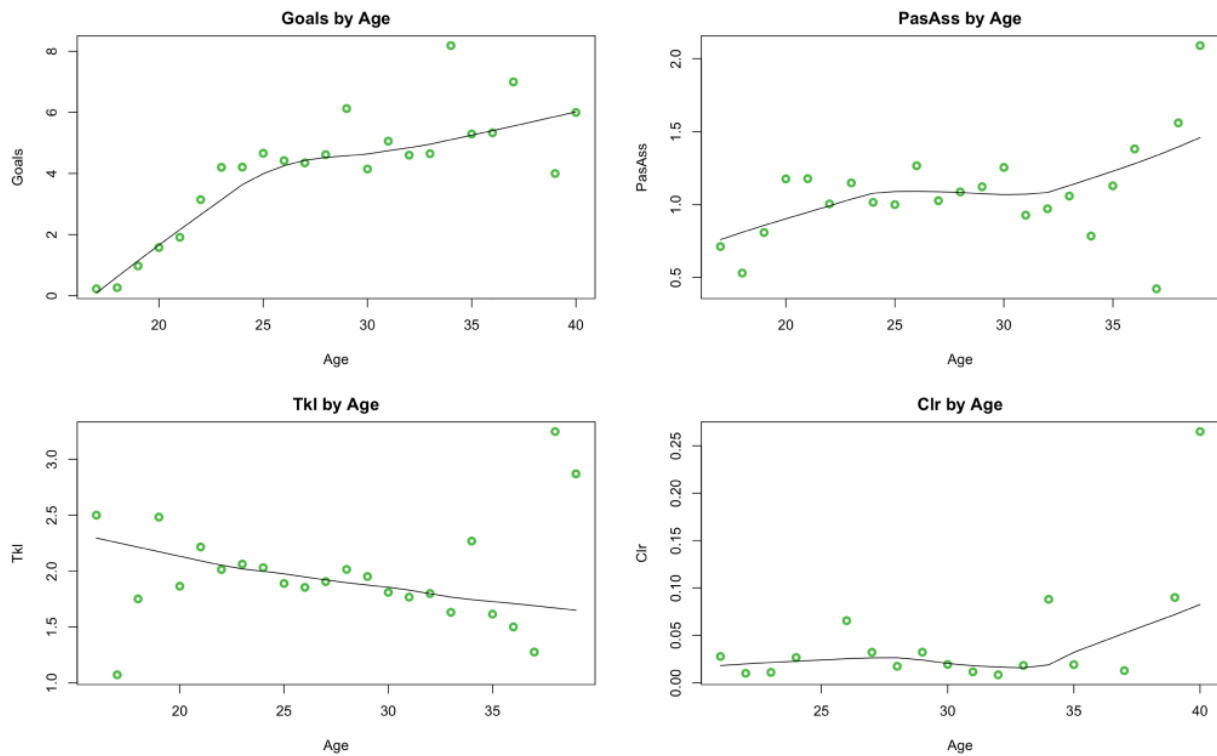 Goals by Age
Goals
8
6
4
2
0
20 25 30 35 40
Age
PasAss by Age
PasAss
2.0
1.5
1.0
0.5
20 25 30 35
Age
Tkl by Age
Tkl
3.0
2.5
2.0
1.5
1.0
20 25 30 35
Age
Clr by Age
Clr
0.25
0.20
0.15
0.10
0.05
0.00
25 30 35 40
Age